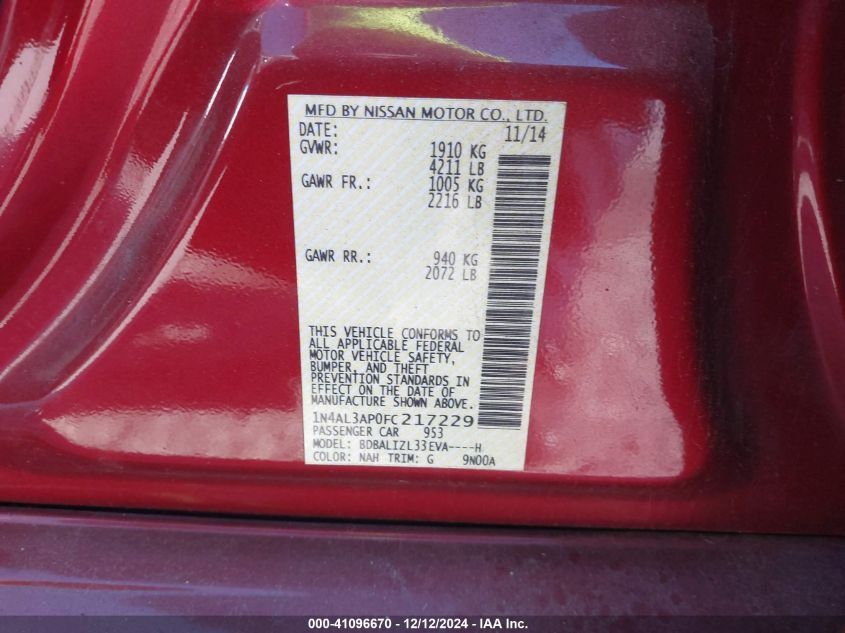 MFD BY NISSAN MOTOR CO., LTD.
DATE: 11/14
GVWR: 1910 KG
4211 LB
GAWR FR.: 1005 KG
2216 LB
GAWR RR.: 940 KG
2072 LB
THIS VEHICLE CONFORMS TO
ALL APPLICABLE FEDERAL
MOTOR VEHICLE SAFETY,
BUMPER, AND THEFT
PREVENTION STANDARDS IN
EFFECT ON THE DATE OF
MANUFACTURE SHOWN ABOVE.
1N4AL3AP0FC217229
PASSENGER CAR 9S3
MODEL: BDBALIZL33EVA----H
COLOR: NAH TRIM: G 9N00A
000-41096670 - 12/12/2024 - IAA Inc.